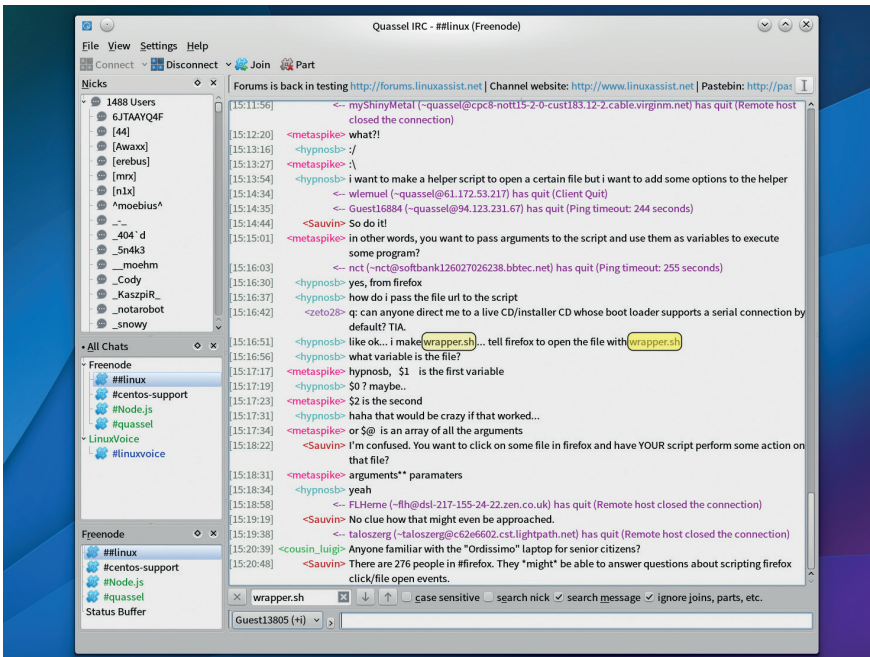 Quassel IRC - ##linux (Freenode)
File View Settings Help
Connect Disconnect Join Part
Nicks
1488 Users
6JTAAYQ4F
[44]
[Awaxx]
[erebus]
[mrx]
[n1x]
^moebius^
_-_
_404`d
_5n4k3
__moehm
_Cody
_KaszpiR_
_notarobot
_snowy
All Chats
Freenode
##linux
#centos-support
#Node.js
#quassel
LinuxVoice
#linuxvoice
Freenode
##linux
#centos-support
#Node.js
#quassel
Status Buffer
Forums is back in testing http://forums.linuxassist.net | Channel website: http://www.linuxassist.net | Pastebin: http://pas
[15:11:56] <-- myShinyMetal (~quassel@cpc8-nott15-2-0-cust183.12-2.cable.virginm.net) has quit (Remote host
closed the connection)
[15:12:20] <metaspike> what?!
[15:13:16] <hypnosb> :/
[15:13:27] <metaspike> :\
[15:13:54] <hypnosb> i want to make a helper script to open a certain file but i want to add some options to the helper
[15:14:34] <-- wlemuel (~quassel@61.172.53.217) has quit (Client Quit)
[15:14:35] <-- Guest16884 (~quassel@94.123.231.67) has quit (Ping timeout: 244 seconds)
[15:14:44] <Sauvin> So do it!
[15:15:01] <metaspike> in other words, you want to pass arguments to the script and use them as variables to execute
some program?
[15:16:03] <-- nct (~nct@softbank126027026238.bbtec.net) has quit (Ping timeout: 255 seconds)
[15:16:30] <hypnosb> yes, from firefox
[15:16:37] <hypnosb> how do i pass the file url to the script
[15:16:42] <zeto28> q: can anyone direct me to a live CD/installer CD whose boot loader supports a serial connection by
default? TIA.
[15:16:51] <hypnosb> like ok... i make wrapper.sh ... tell firefox to open the file with wrapper.sh
[15:16:56] <hypnosb> what variable is the file?
[15:17:17] <metaspike> hypnosb, $1 is the first variable
[15:17:19] <hypnosb> $0 ? maybe..
[15:17:23] <metaspike> $2 is the second
[15:17:31] <hypnosb> haha that would be crazy if that worked...
[15:17:34] <metaspike> or $@ is an array of all the arguments
[15:18:22] <Sauvin> I'm confused. You want to click on some file in firefox and have YOUR script perform some action on
that file?
[15:18:31] <metaspike> arguments** paramaters
[15:18:34] <hypnosb> yeah
[15:18:58] <-- FLHerne (~flh@dsl-217-155-24-22.zen.co.uk) has quit (Remote host closed the connection)
[15:19:19] <Sauvin> No clue how that might even be approached.
[15:19:38] <-- taloszerg (~taloszerg@c62e6602.cst.lightpath.net) has quit (Remote host closed the connection)
[15:20:39] <cousin_luigi> Anyone familiar with the "Ordissimo" laptop for senior citizens?
[15:20:48] <Sauvin> There are 276 people in #firefox. They *might* be able to answer questions about scripting firefox
click/file open events.
wrapper.sh case sensitive search nick search message ignore joins, parts, etc.
Guest13805 (+i)